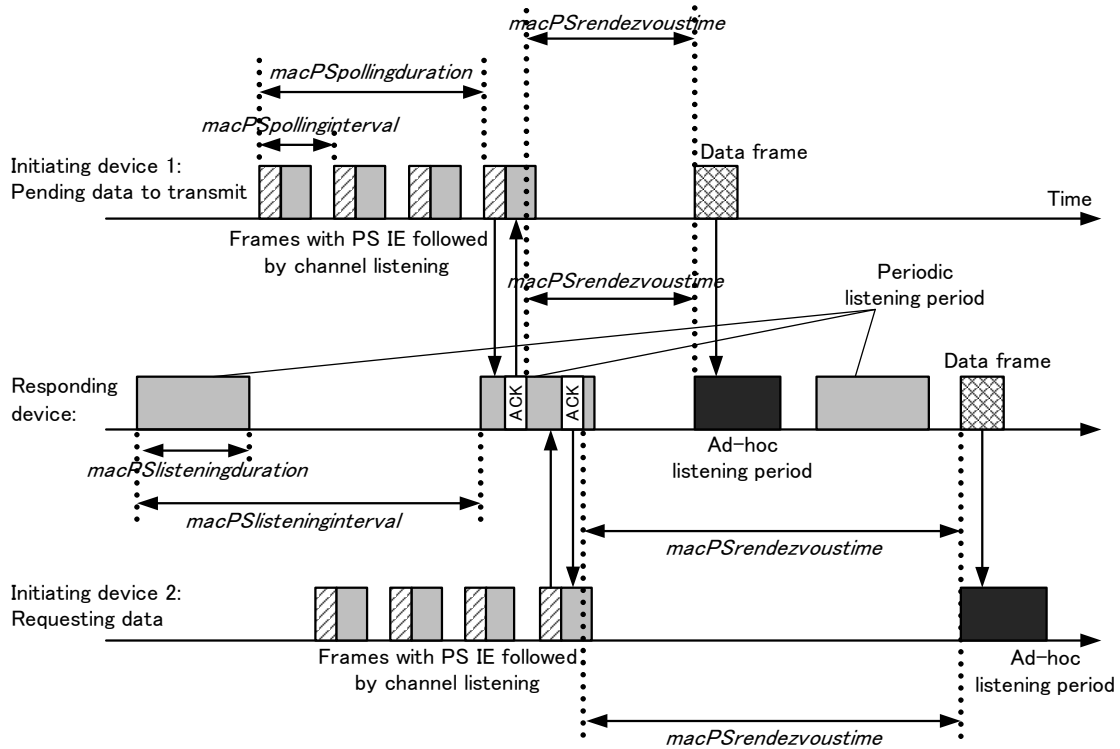 macPSrendezvoustime
macPSpollingduration
macPSpollinginterval
Initiating device 1:
Pending data to transmit
Data frame
Time
Frames with PS IE followed
by channel listening
macPSrendezvoustime
Periodic
listening period
Responding
device:
ACK
ACK
Data frame
Ad-hoc
listening period
macPSlisteningduration
macPSlisteninginterval
macPSrendezvoustime
Initiating device 2:
Requesting data
Frames with PS IE followed
by channel listening
Ad-hoc
listening period
macPSrendezvoustime